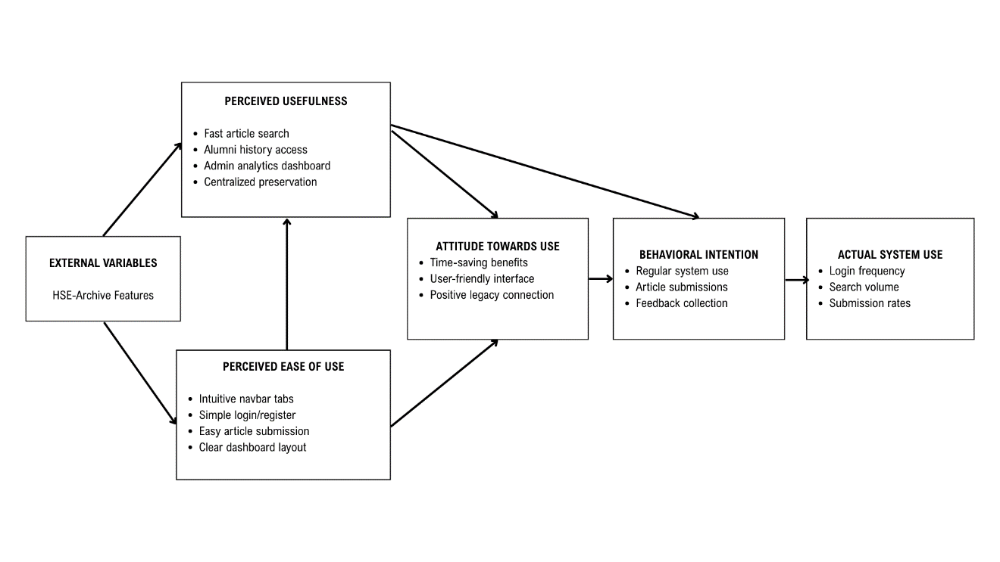 PERCEIVED USEFULNESS
• Fast article search
• Alumni history access
• Admin analytics dashboard
• Centralized preservation
EXTERNAL VARIABLES
HSE-Archive Features
PERCEIVED EASE OF USE
• Intuitive navbar tabs
• Simple login/register
• Easy article submission
• Clear dashboard layout
ATTITUDE TOWARDS USE
• Time-saving benefits
• User-friendly interface
• Positive legacy connection
BEHAVIORAL INTENTION
• Regular system use
• Article submissions
• Feedback collection
ACTUAL SYSTEM USE
• Login frequency
• Search volume
• Submission rates